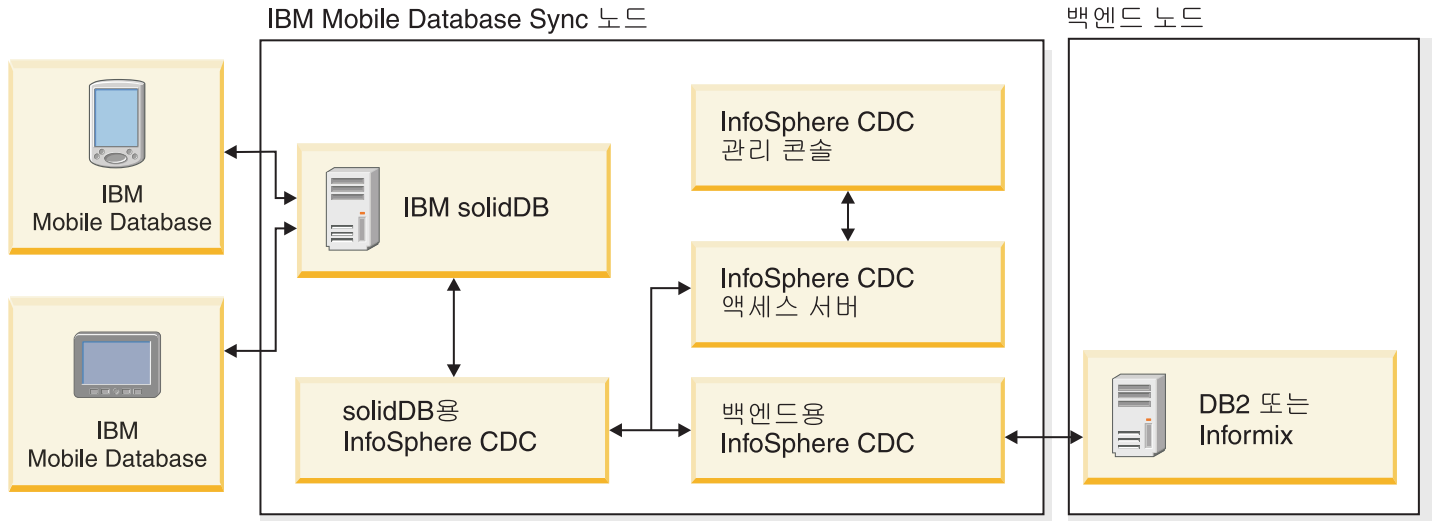 IBM Mobile Database Sync 노드
백엔드 노드
IBM
Mobile Database
IBM
Mobile Database
IBM solidDB
solidDB용
InfoSphere CDC
InfoSphere CDC
관리 콘솔
InfoSphere CDC
액세스 서버
백엔드용
InfoSphere CDC
DB2 또는
Informix